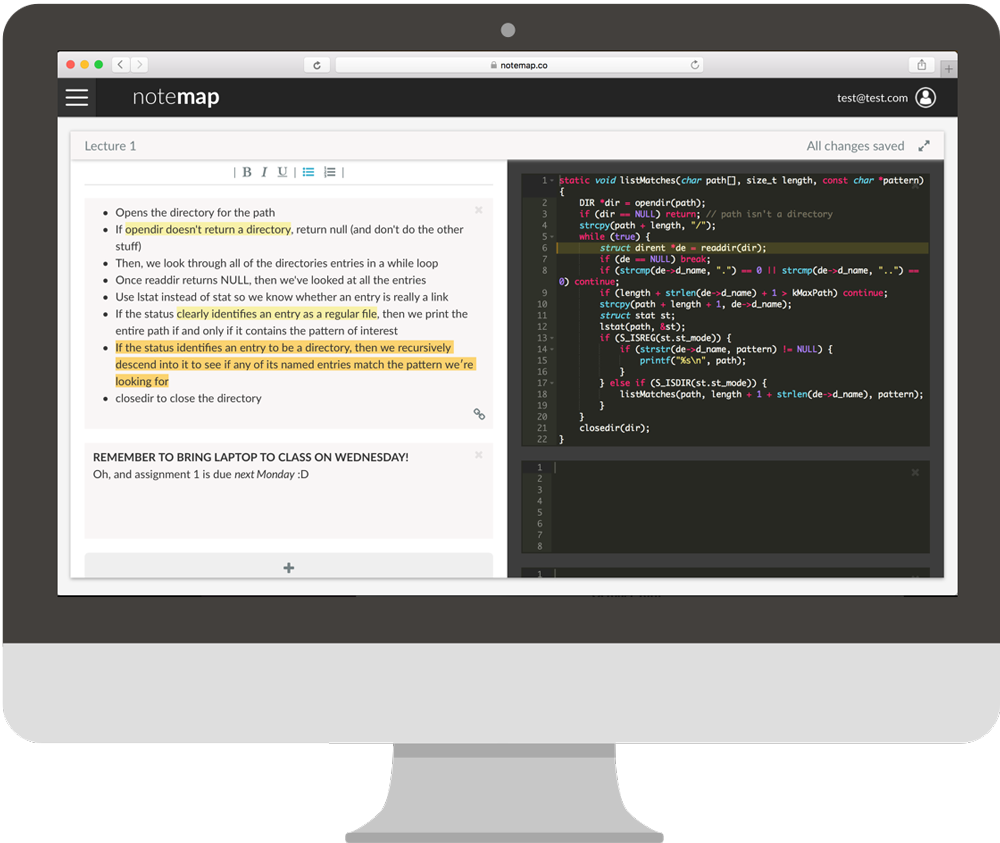 notemap.co
notemap
test@test.com
Lecture 1
All changes saved
| B I U | |
Opens the directory for the path
If opendir doesn't return a directory, return null (and don't do the other
stuff)
Then, we look through all of the directories entries in a while loop
Once readdir returns NULL, then we've looked at all the entries
Use lstat instead of stat so we know whether an entry is really a link
If the status clearly identifies an entry as a regular file, then we print the
entire path if and only if it contains the pattern of interest
If the status identifies an entry to be a directory, then we recursively
descend into it to see if any of its named entries match the pattern we're
looking for
closedir to close the directory
REMEMBER TO BRING LAPTOP TO CLASS ON WEDNESDAY!
Oh, and assignment 1 is due next Monday :D
+
1 static void listMatches(char path[], size_t length, const char *pattern)
{
2 DIR *dir = opendir(path);
3 if (dir == NULL) return; // path isn't a directory
4 strcpy(path + length, "/");
5 while (true) {
6 struct dirent *de = readdir(dir);
7 if (de == NULL) break;
8 if (strcmp(de->d_name, ".") == 0 || strcmp(de->d_name, "..") ==
0) continue;
9 if (length + strlen(de->d_name) + 1 > kMaxPath) continue;
10 strcpy(path + length + 1, de->d_name);
11 struct stat st;
12 lstat(path, &st);
13 if (S_ISREG(st.st_mode)) {
14 if (strstr(de->d_name, pattern) != NULL) {
15 printf("%s\n", path);
16 }
17 } else if (S_ISDIR(st.st_mode)) {
18 listMatches(path, length + 1 + strlen(de->d_name), pattern);
19 }
20 }
21 closedir(dir);
22 }
1
2
3
4
5
6
7
8
1